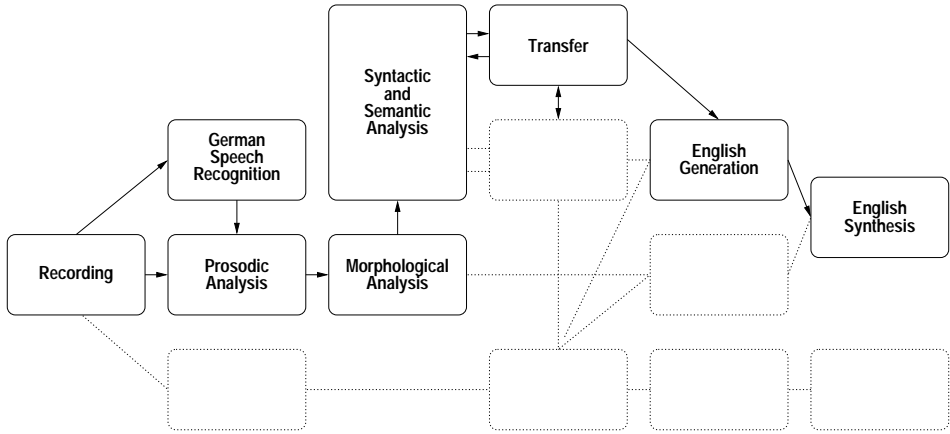 Transfer
Syntactic
and
Semantic
Analysis
German
Speech
Recognition
English
Generation
English
Synthesis
Recording
Prosodic
Analysis
Morphological
Analysis